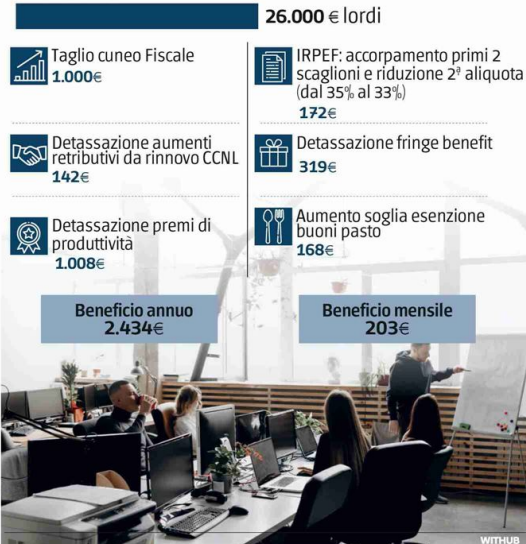 26.000 € lordi
Taglio cuneo Fiscale
1.000€
Detassazione aumenti
retributivi da rinnovo CCNL
142€
Detassazione premi di
produttività
1.008€
IRPEF: accorpamento primi 2
scaglioni e riduzione 2ª aliquota
(dal 35% al 33%)
172€
Detassazione fringe benefit
319€
Aumento soglia esenzione
buoni pasto
168€
Beneficio annuo
2.434€
Beneficio mensile
203€
WITHUB